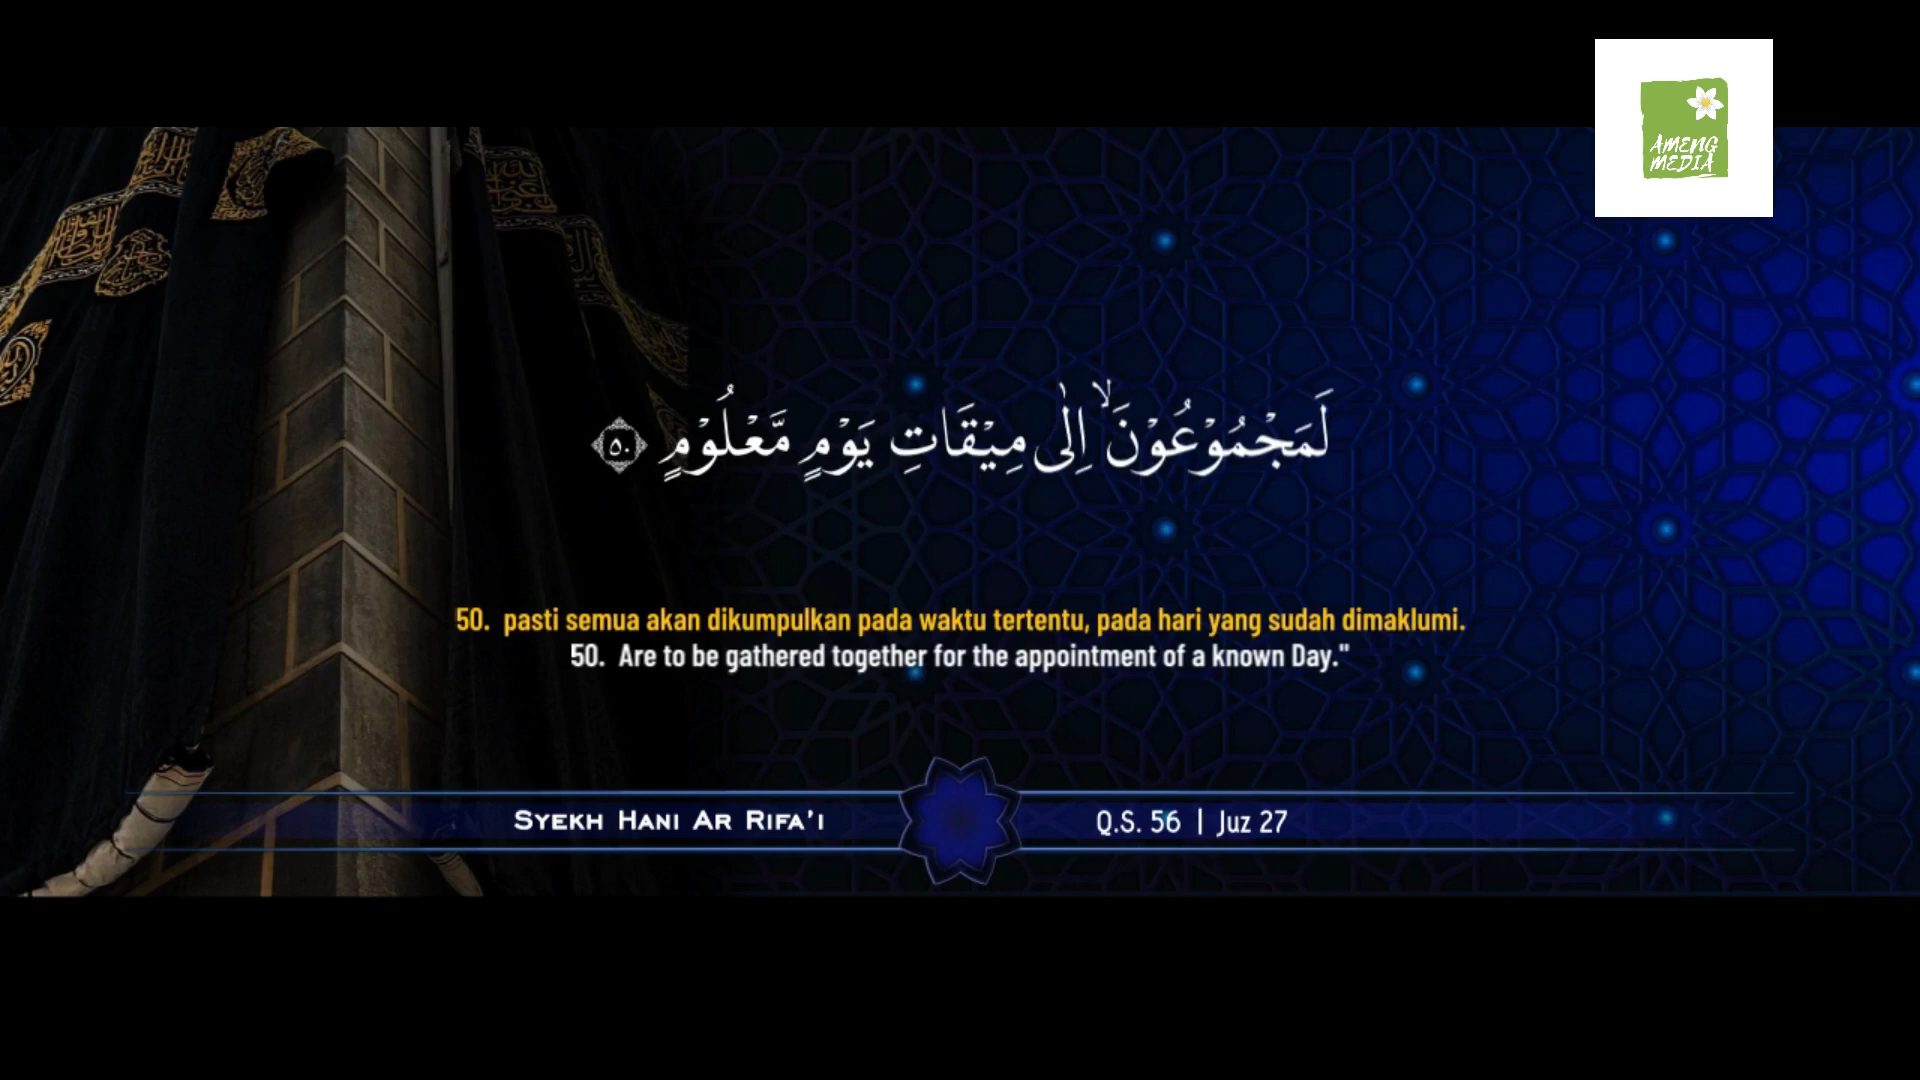 AMENG
MEDIA
لَمَجْمُوْعُوْنَۙ اِلٰى مِيْقَاتِ يَوْمٍ مَّعْلُوْمٍ ٥٠
50. pasti semua akan dikumpulkan pada waktu tertentu, pada hari yang sudah dimaklumi.
50. Are to be gathered together for the appointment of a known Day."
SYEKH HANI AR RIFA'I
Q.S. 56 | Juz 27